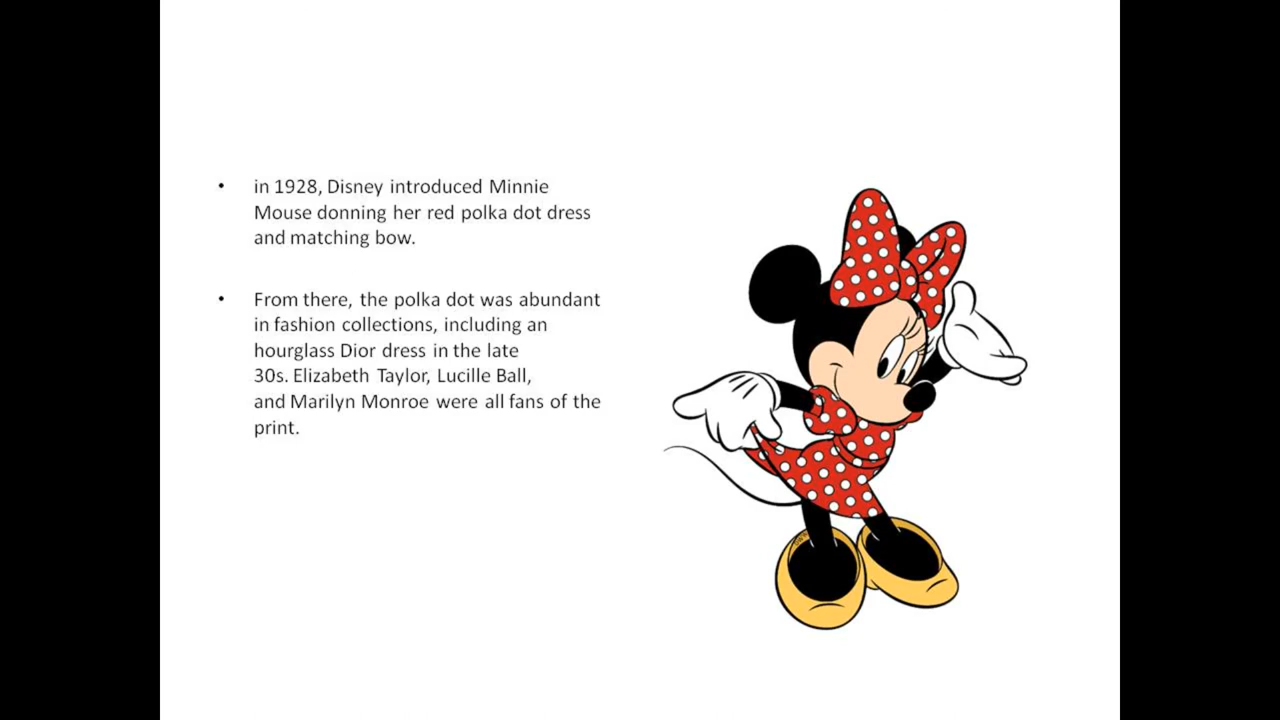 • in 1928, Disney introduced Minnie
Mouse donning her red polka dot dress
and matching bow.
• From there, the polka dot was abundant
in fashion collections, including an
hourglass Dior dress in the late
30s. Elizabeth Taylor, Lucille Ball,
and Marilyn Monroe were all fans of the
print.